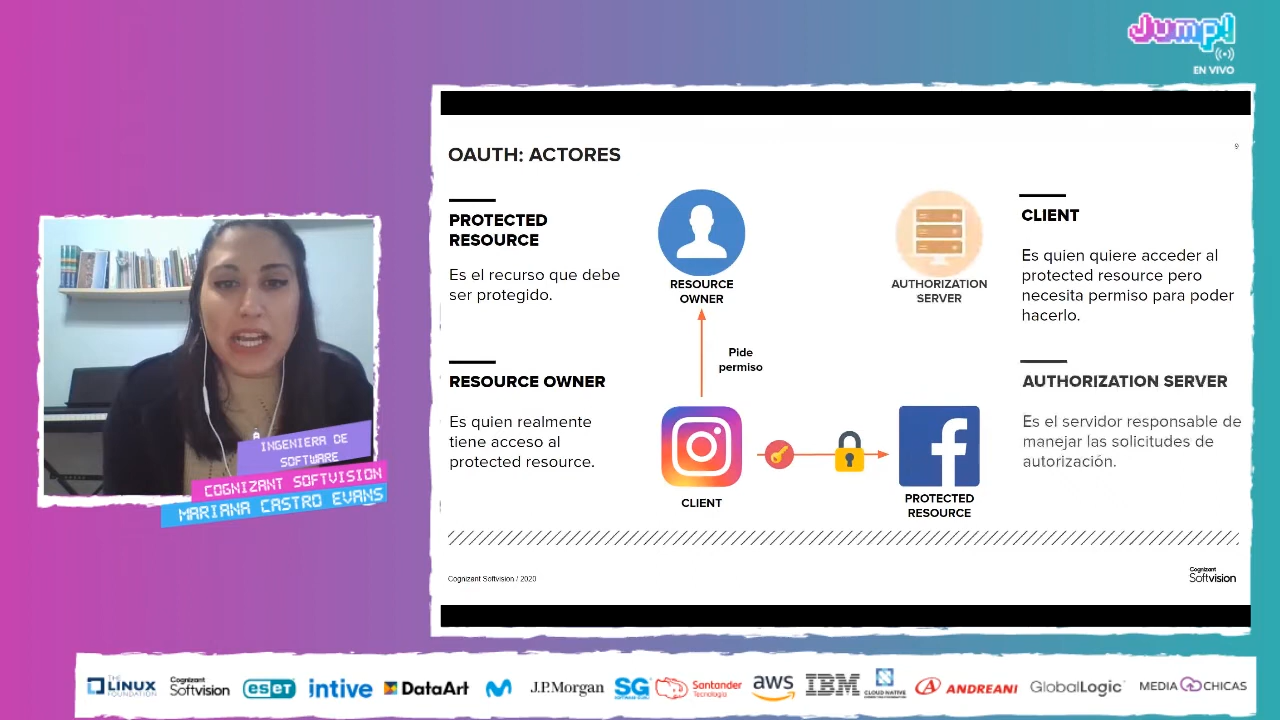 Jump!
EN VIVO
OAUTH: ACTORES
9
PROTECTED
RESOURCE
Es el recurso que debe
ser protegido.
RESOURCE OWNER
Es quien realmente
tiene acceso al
protected resource.
RESOURCE
OWNER
AUTHORIZATION
SERVER
Pide
permiso
CLIENT
PROTECTED
RESOURCE
CLIENT
Es quien quiere acceder al
protected resource pero
necesita permiso para poder
hacerlo.
AUTHORIZATION SERVER
Es el servidor responsable de
manejar las solicitudes de
autorización.
Cognizant Softvision / 2020
Cognizant
Softvision
INGENIERA DE
SOFTWARE
COGNIZANT SOFTVISION
MARIANA CASTRO EVANS
THE
LINUX
FOUNDATION
Cognizant
Softvision
eseT
intive
DataArt
J.P.Morgan
SG
Santander
Tecnología
aws
IBM
CLOUD NATIVE
ANDREANI
GlobalLogic
MEDIA CHICAS